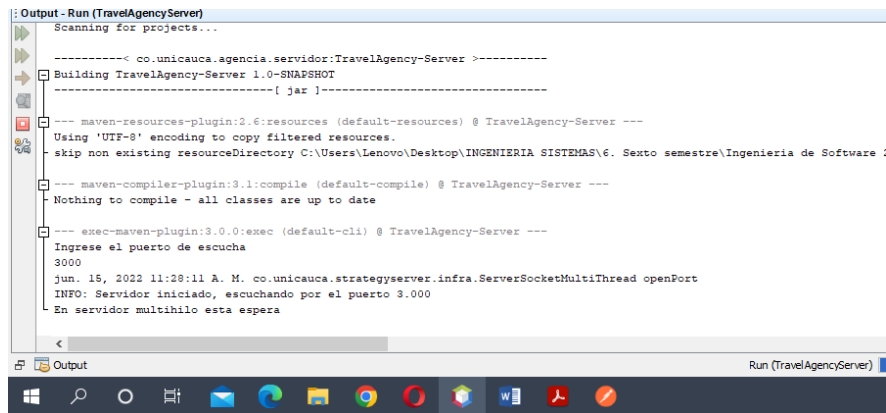 Output - Run (TravelAgencyServer)
Scanning for projects...
----------< co.unicauca.agencia.servidor:TravelAgency-Server >----------
Building TravelAgency-Server 1.0-SNAPSHOT
--------------------------------[ jar ]---------------------------------
--- maven-resources-plugin:2.6:resources (default-resources) @ TravelAgency-Server ---
Using 'UTF-8' encoding to copy filtered resources.
skip non existing resourceDirectory C:\Users\Lenovo\Desktop\INGENIERIA SISTEMAS\6. Sexto semestre\Ingenieria de Software 2
--- maven-compiler-plugin:3.1:compile (default-compile) @ TravelAgency-Server ---
Nothing to compile - all classes are up to date
--- exec-maven-plugin:3.0.0:exec (default-cli) @ TravelAgency-Server ---
Ingrese el puerto de escucha
3000
jun. 15, 2022 11:28:11 A. M. co.unicauca.strategyserver.infra.ServerSocketMultiThread openPort
INFO: Servidor iniciado, escuchando por el puerto 3.000
En servidor multihilo esta espera
Output
Run (TravelAgencyServer)